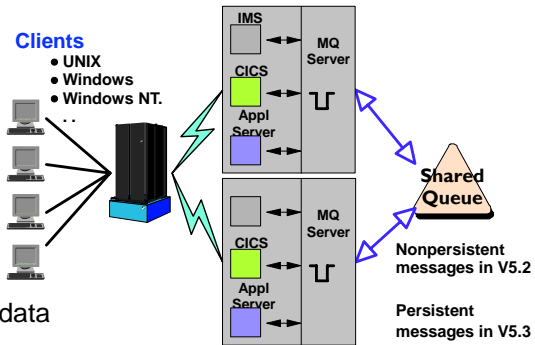 Clients
• UNIX
• Windows
• Windows NT.
. .
IMS
CICS
Appl
Server
MQ
Server
CICS
Appl
Server
MQ
Server
Shared
Queue
Nonpersistent
messages in V5.2
Persistent
messages in V5.3
data